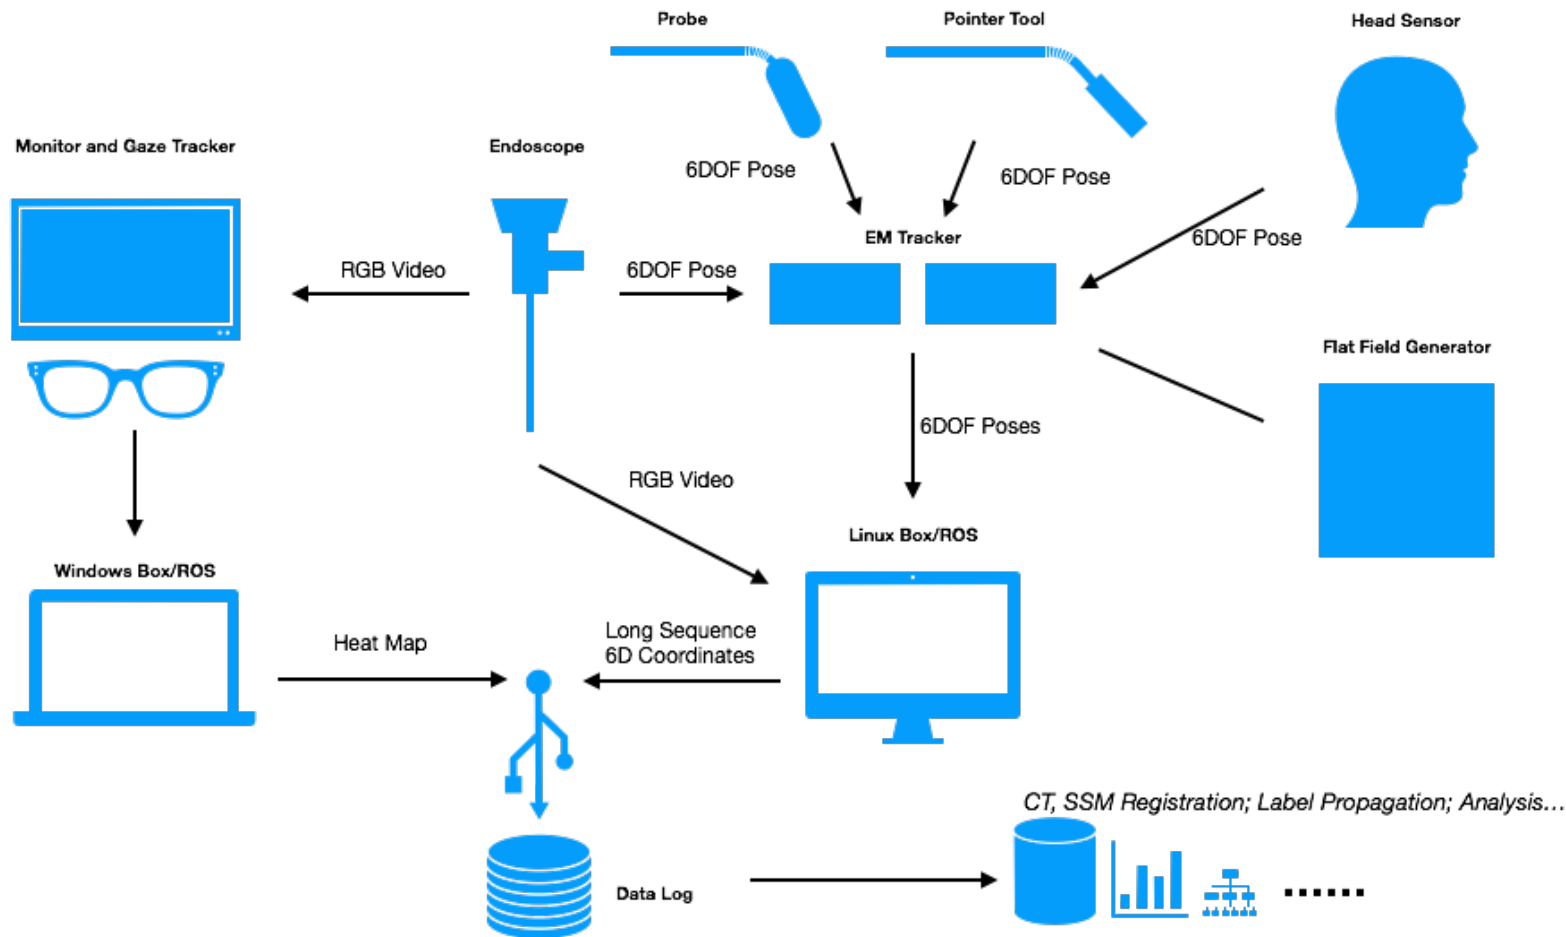 Probe
Pointer Tool
Head Sensor
Monitor and Gaze Tracker
Endoscope
6DOF Pose
6DOF Pose
EM Tracker
6DOF Pose
RGB Video
6DOF Pose
Flat Field Generator
6DOF Poses
RGB Video
Linux Box/ROS
Windows Box/ROS
Heat Map
Long Sequence
6D Coordinates
CT, SSM Registration; Label Propagation; Analysis...
Data Log
......